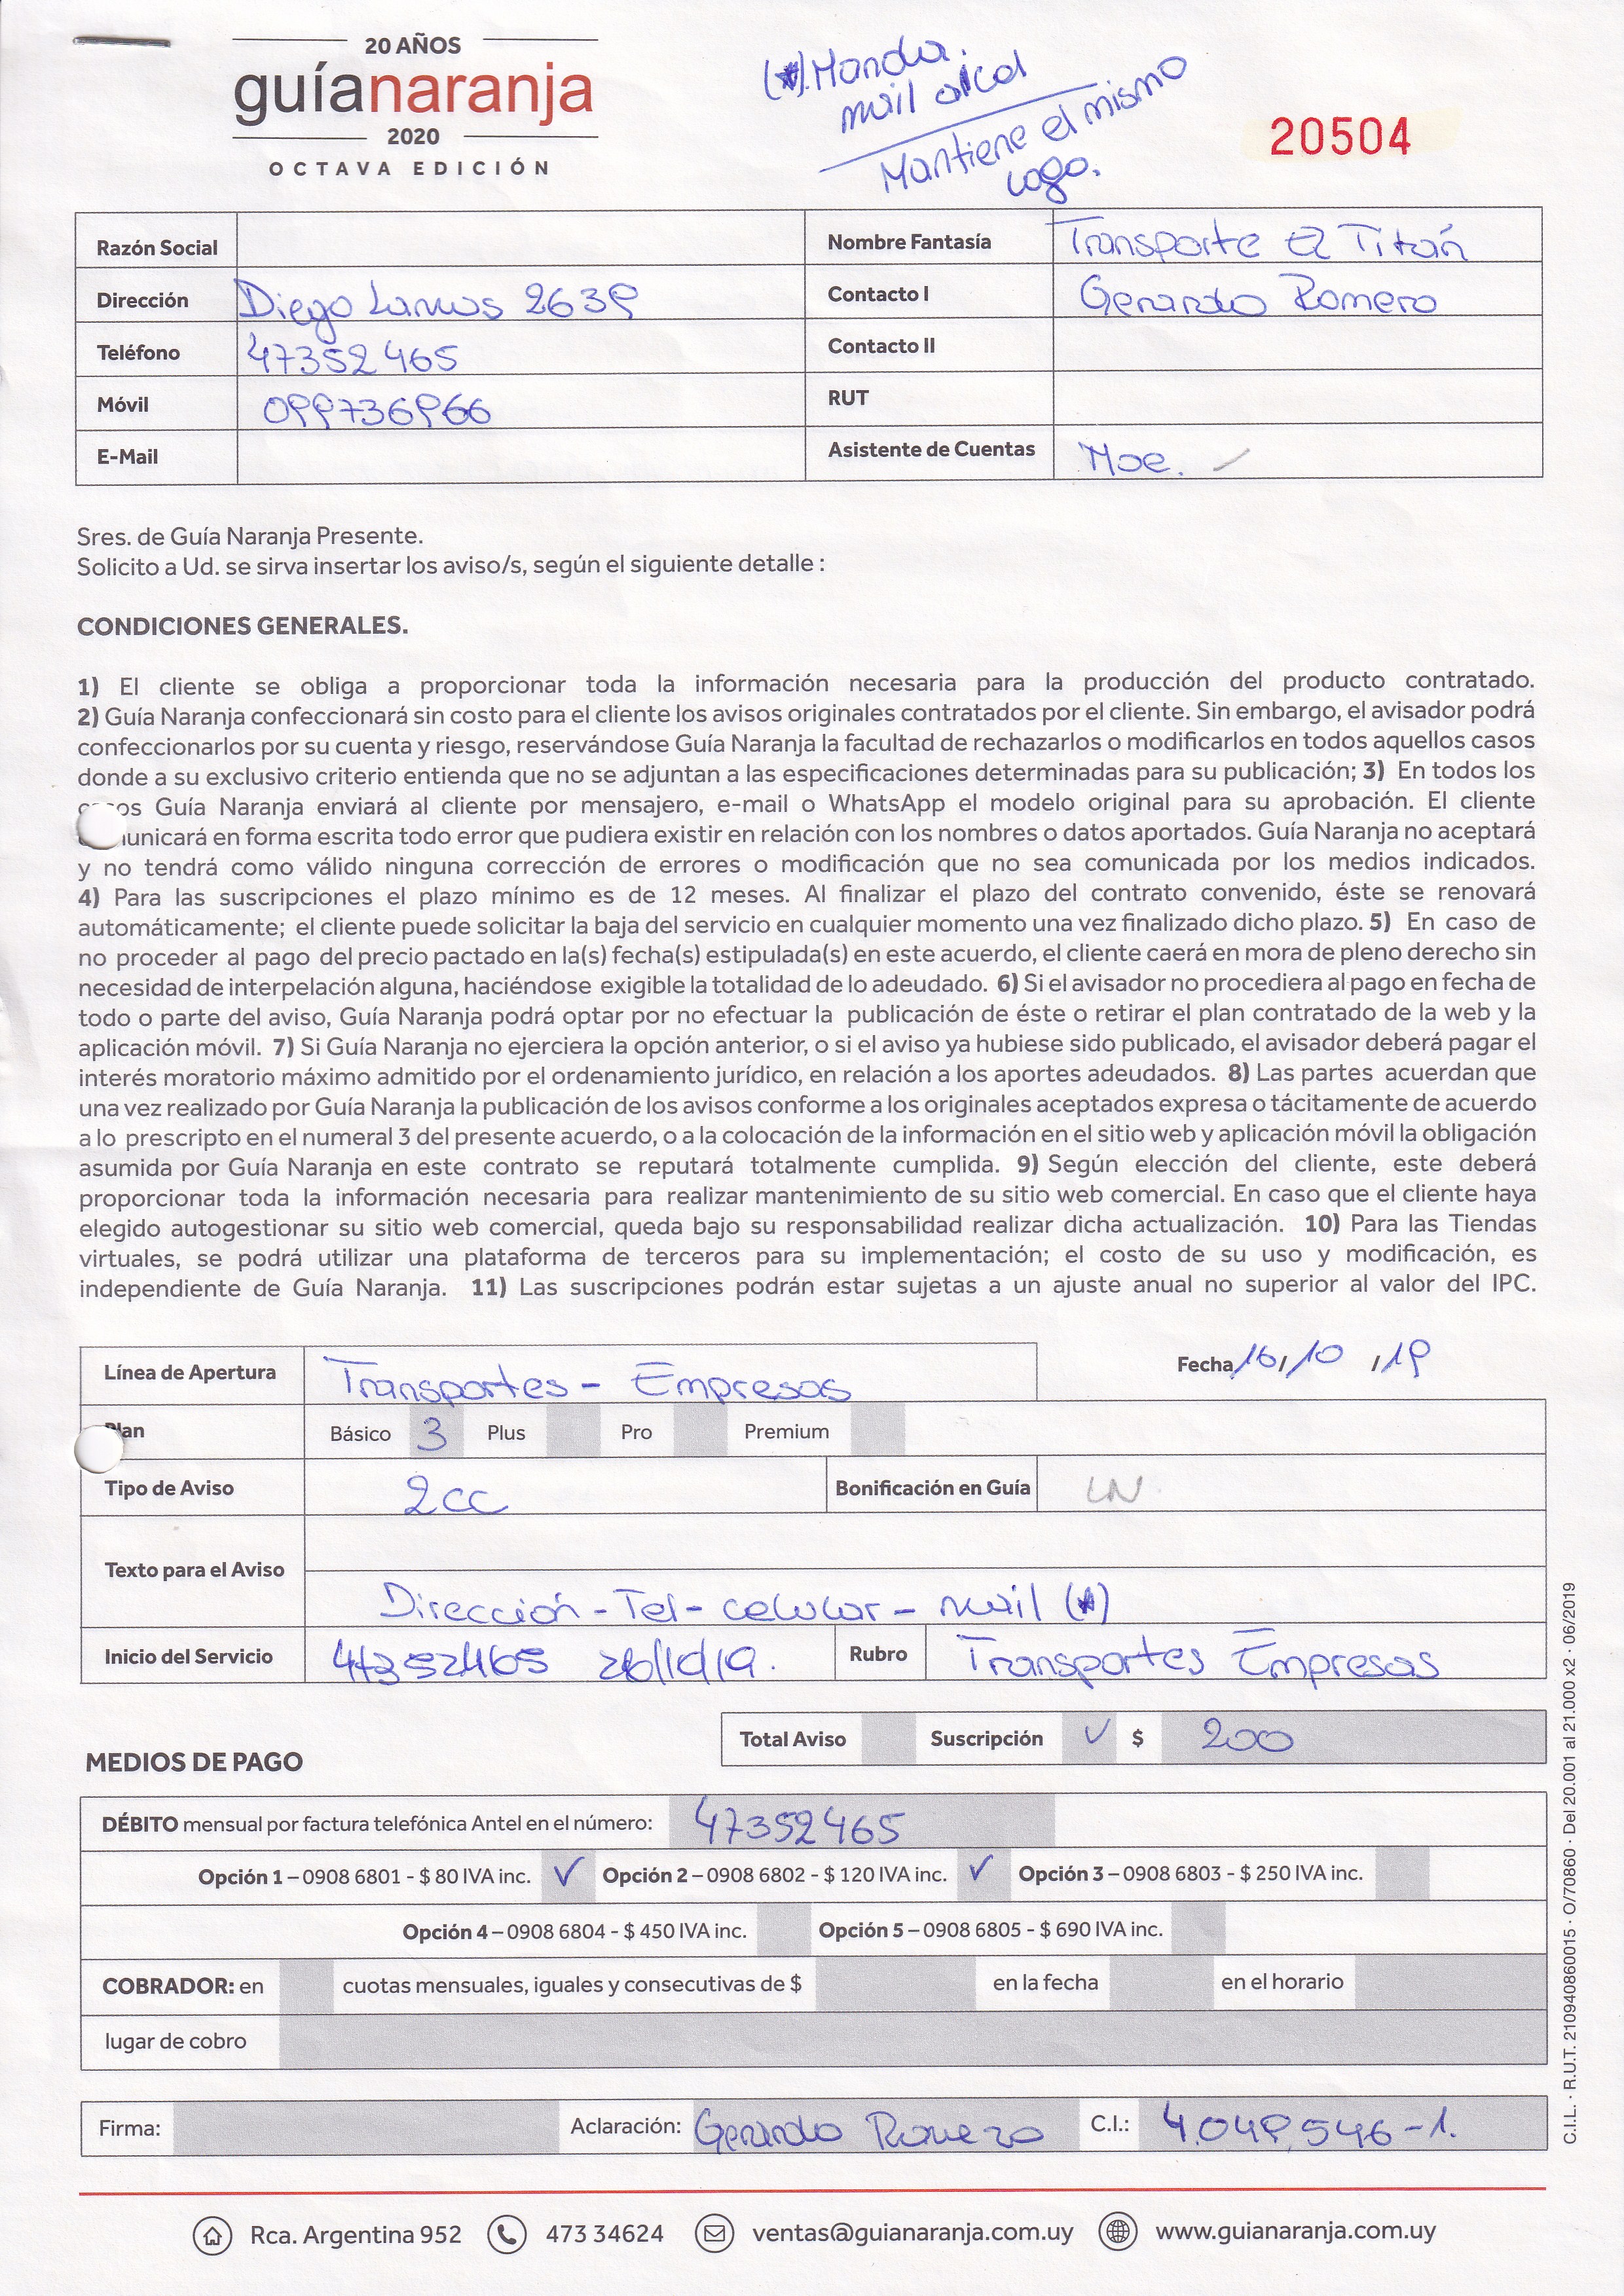 20 AÑOS
guíanaranja
2020
OCTAVA EDICIÓN
(*). Mandar
mail
Mantiene el mismo
Logo.
20504
Razón Social
Nombre Fantasía Transporte El Titán
Dirección Diego Lamas 2639
Contacto I Gerardo Romero
Teléfono 47352465
Contacto II
Móvil 099736966
RUT
E-Mail
Asistente de Cuentas Moe.
Sres. de Guía Naranja Presente.
Solicito a Ud. se sirva insertar los aviso/s, según el siguiente detalle :
CONDICIONES GENERALES.
1) El cliente se obliga a proporcionar toda la información necesaria para la producción del producto contratado.
2) Guía Naranja confeccionará sin costo para el cliente los avisos originales contratados por el cliente. Sin embargo, el avisador podrá
confeccionarlos por su cuenta y riesgo, reservándose Guía Naranja la facultad de rechazarlos o modificarlos en todos aquellos casos
donde a su exclusivo criterio entienda que no se adjuntan a las especificaciones determinadas para su publicación; 3) En todos los
casos Guía Naranja enviará al cliente por mensajero, e-mail o WhatsApp el modelo original para su aprobación. El cliente
comunicará en forma escrita todo error que pudiera existir en relación con los nombres o datos aportados. Guía Naranja no aceptará
y no tendrá como válido ninguna corrección de errores o modificación que no sea comunicada por los medios indicados.
4) Para las suscripciones el plazo mínimo es de 12 meses. Al finalizar el plazo del contrato convenido, éste se renovará
automáticamente; el cliente puede solicitar la baja del servicio en cualquier momento una vez finalizado dicho plazo. 5) En caso de
no proceder al pago del precio pactado en la(s) fecha(s) estipulada(s) en este acuerdo, el cliente caerá en mora de pleno derecho sin
necesidad de interpelación alguna, haciéndose exigible la totalidad de lo adeudado. 6) Si el avisador no procediera al pago en fecha de
todo o parte del aviso, Guía Naranja podrá optar por no efectuar la publicación de éste o retirar el plan contratado de la web y la
aplicación móvil. 7) Si Guía Naranja no ejerciera la opción anterior, o si el aviso ya hubiese sido publicado, el avisador deberá pagar el
interés moratorio máximo admitido por el ordenamiento jurídico, en relación a los aportes adeudados. 8) Las partes acuerdan que
una vez realizado por Guía Naranja la publicación de los avisos conforme a los originales aceptados expresa o tácitamente de acuerdo
a lo prescripto en el numeral 3 del presente acuerdo, o a la colocación de la información en el sitio web y aplicación móvil la obligación
asumida por Guía Naranja en este contrato se reputará totalmente cumplida. 9) Según elección del cliente, este deberá
proporcionar toda la información necesaria para realizar mantenimiento de su sitio web comercial. En caso que el cliente haya
elegido autogestionar su sitio web comercial, queda bajo su responsabilidad realizar dicha actualización. 10) Para las Tiendas
virtuales, se podrá utilizar una plataforma de terceros para su implementación; el costo de su uso y modificación, es
independiente de Guía Naranja. 11) Las suscripciones podrán estar sujetas a un ajuste anual no superior al valor del IPC.
Línea de Apertura Transportes - Empresas
Fecha 16/10/19
Plan Básico 3 Plus Pro Premium
Tipo de Aviso 2cc Bonificación en Guía LN
Texto para el Aviso
Dirección - Tel - celular - mail (*)
Inicio del Servicio 47352465 26/10/19. Rubro Transportes Empresas
Total Aviso Suscripción ✓ $ 200
MEDIOS DE PAGO
DÉBITO mensual por factura telefónica Antel en el número: 47352465
Opción 1 – 0908 6801 - $ 80 IVA inc. ✓ Opción 2 – 0908 6802 - $ 120 IVA inc. ✓ Opción 3 – 0908 6803 - $ 250 IVA inc.
Opción 4 – 0908 6804 - $ 450 IVA inc. Opción 5 – 0908 6805 - $ 690 IVA inc.
COBRADOR: en cuotas mensuales, iguales y consecutivas de $ en la fecha en el horario
lugar de cobro
Firma: Aclaración: Gerardo Romero C.I.: 4.049.546-1.
Rca. Argentina 952 473 34624 ventas@guianaranja.com.uy www.guianaranja.com.uy
C.I.L. · R.U.T. 210940860015 · O/70860 · Del 20.001 al 21.000 x2 · 06/2019